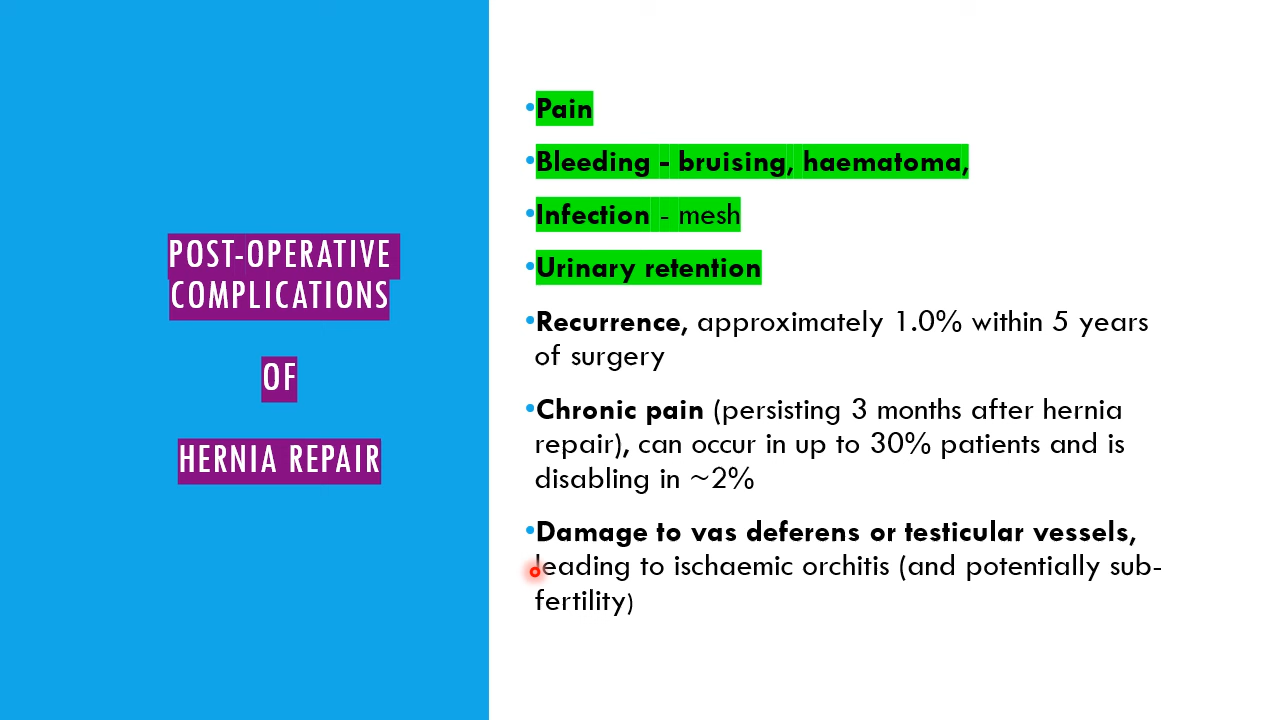 POST-OPERATIVE
COMPLICATIONS
OF
HERNIA REPAIR
•Pain
•Bleeding - bruising, haematoma,
•Infection - mesh
•Urinary retention
•Recurrence, approximately 1.0% within 5 years
of surgery
•Chronic pain (persisting 3 months after hernia
repair), can occur in up to 30% patients and is
disabling in ~2%
•Damage to vas deferens or testicular vessels,
leading to ischaemic orchitis (and potentially sub-
fertility)